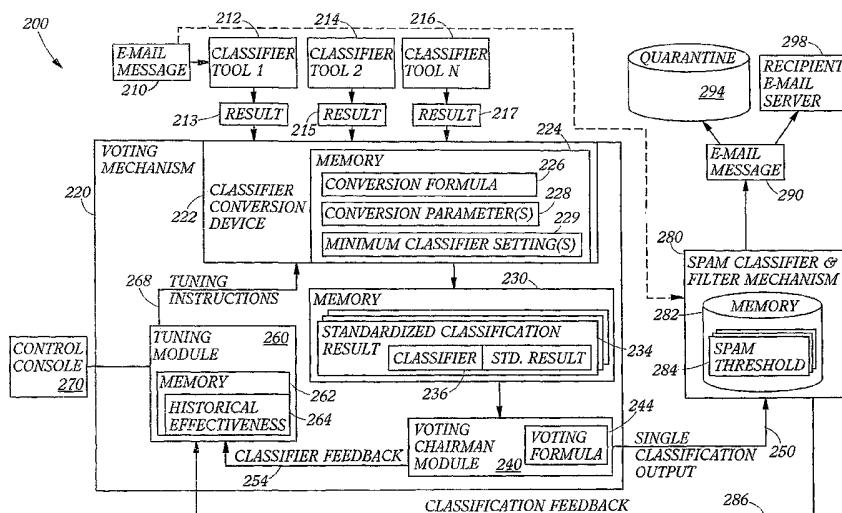 200
E-MAIL
MESSAGE
210
212
CLASSIFIER
TOOL 1
214
CLASSIFIER
TOOL 2
216
CLASSIFIER
TOOL N
213
RESULT
215
RESULT
RESULT
217
298
QUARANTINE
294
RECIPIENT
E-MAIL
SERVER
E-MAIL
MESSAGE
290
220
VOTING
MECHANISM
222
CLASSIFIER
CONVERSION
DEVICE
224
MEMORY
226
CONVERSION FORMULA
228
CONVERSION PARAMETER(S)
229
MINIMUM CLASSIFIER SETTING(S)
280
SPAM CLASSIFIER &
FILTER MECHANISM
282
MEMORY
284
SPAM
THRESHOLD
268
TUNING
INSTRUCTIONS
230
MEMORY
STANDARDIZED CLASSIFICATION
RESULT
234
CLASSIFIER
STD. RESULT
236
CONTROL
CONSOLE
270
TUNING
MODULE
260
MEMORY
262
HISTORICAL
EFFECTIVENESS
264
VOTING
CHAIRMAN
MODULE
240
VOTING
FORMULA
244
SINGLE
CLASSIFICATION
OUTPUT
250
CLASSIFIER FEEDBACK
254
CLASSIFICATION FEEDBACK
286